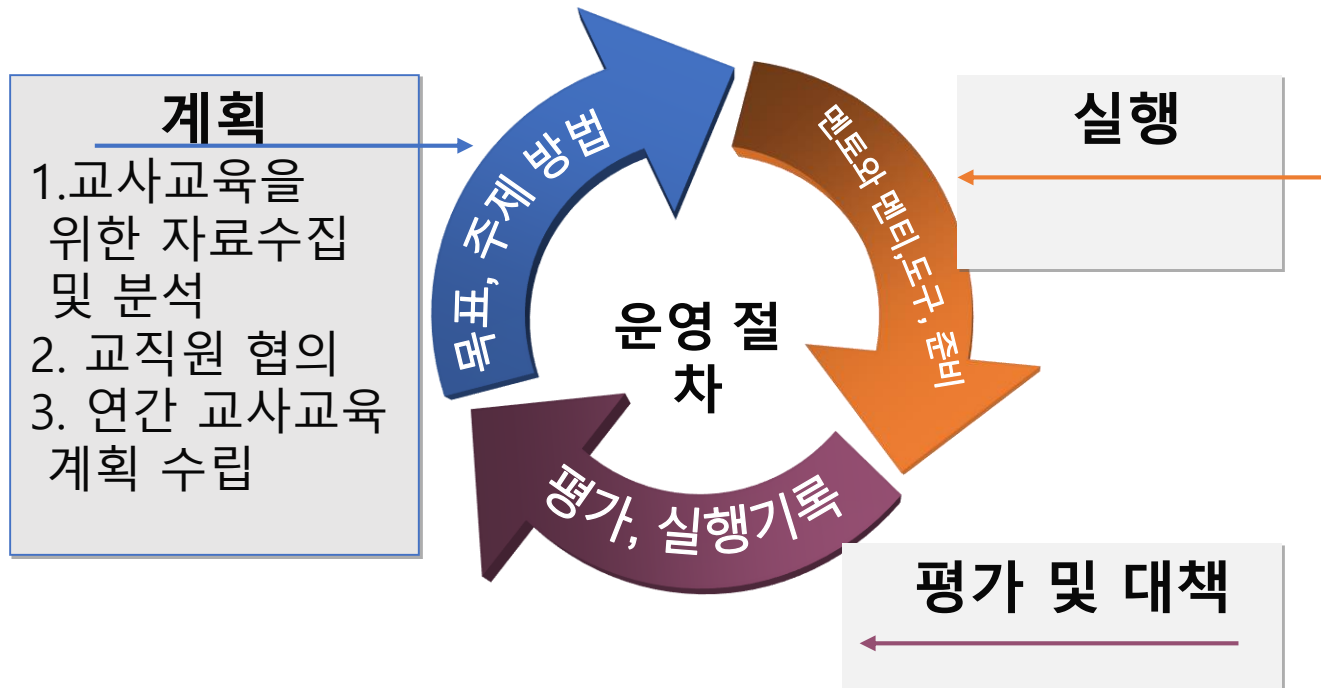 계획
1.교사교육을
위한 자료수집
및 분석
2. 교직원 협의
3. 연간 교사교육
계획 수립
목표, 주제 방법
멘토와 멘티,도구, 준비
실행
운영 절
차
평가, 실행기록
평가 및 대책